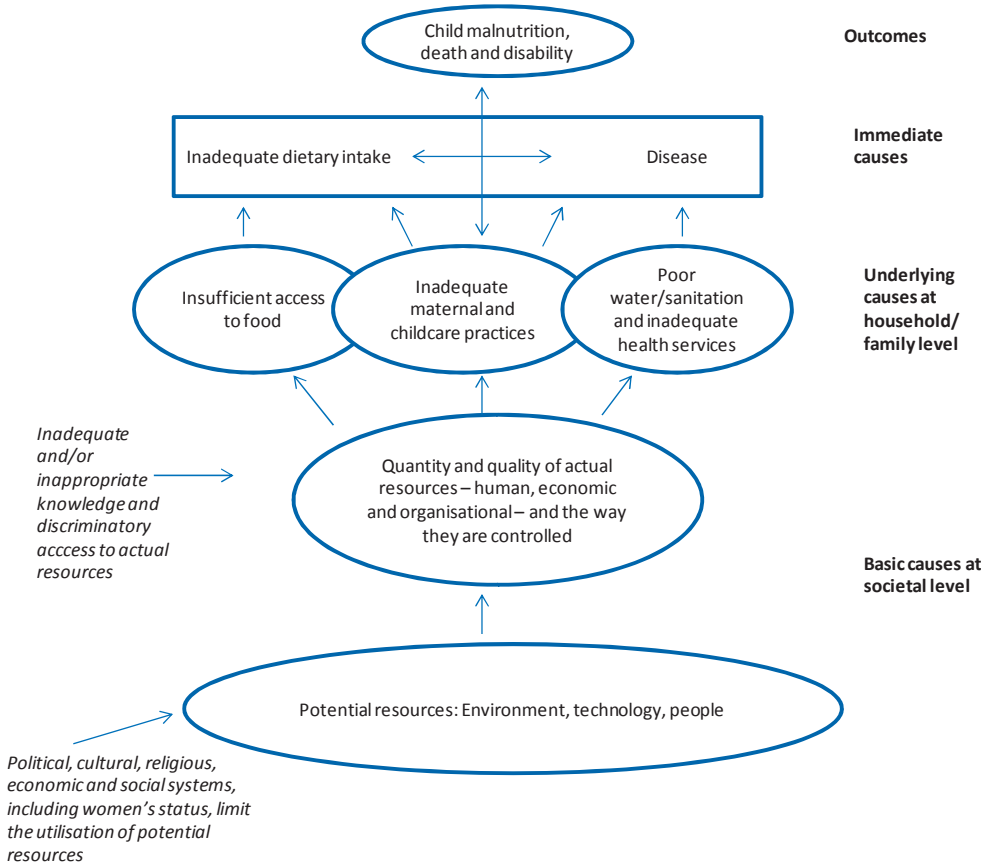 Child malnutrition,
death and disability
Outcomes
Inadequate dietary intake
Disease
Immediate
causes
Insufficient access
to food
Inadequate
maternal and
childcare practices
Poor
water/sanitation
and inadequate
health services
Underlying
causes at
household/
family level
Inadequate
and/or
inappropriate
knowledge and
discriminatory
acccess to actual
resources
Quantity and quality of actual
resources – human, economic
and organisational – and the way
they are controlled
Basic causes at
societal level
Potential resources: Environment, technology, people
Political, cultural, religious,
economic and social systems,
including women's status, limit
the utilisation of potential
resources